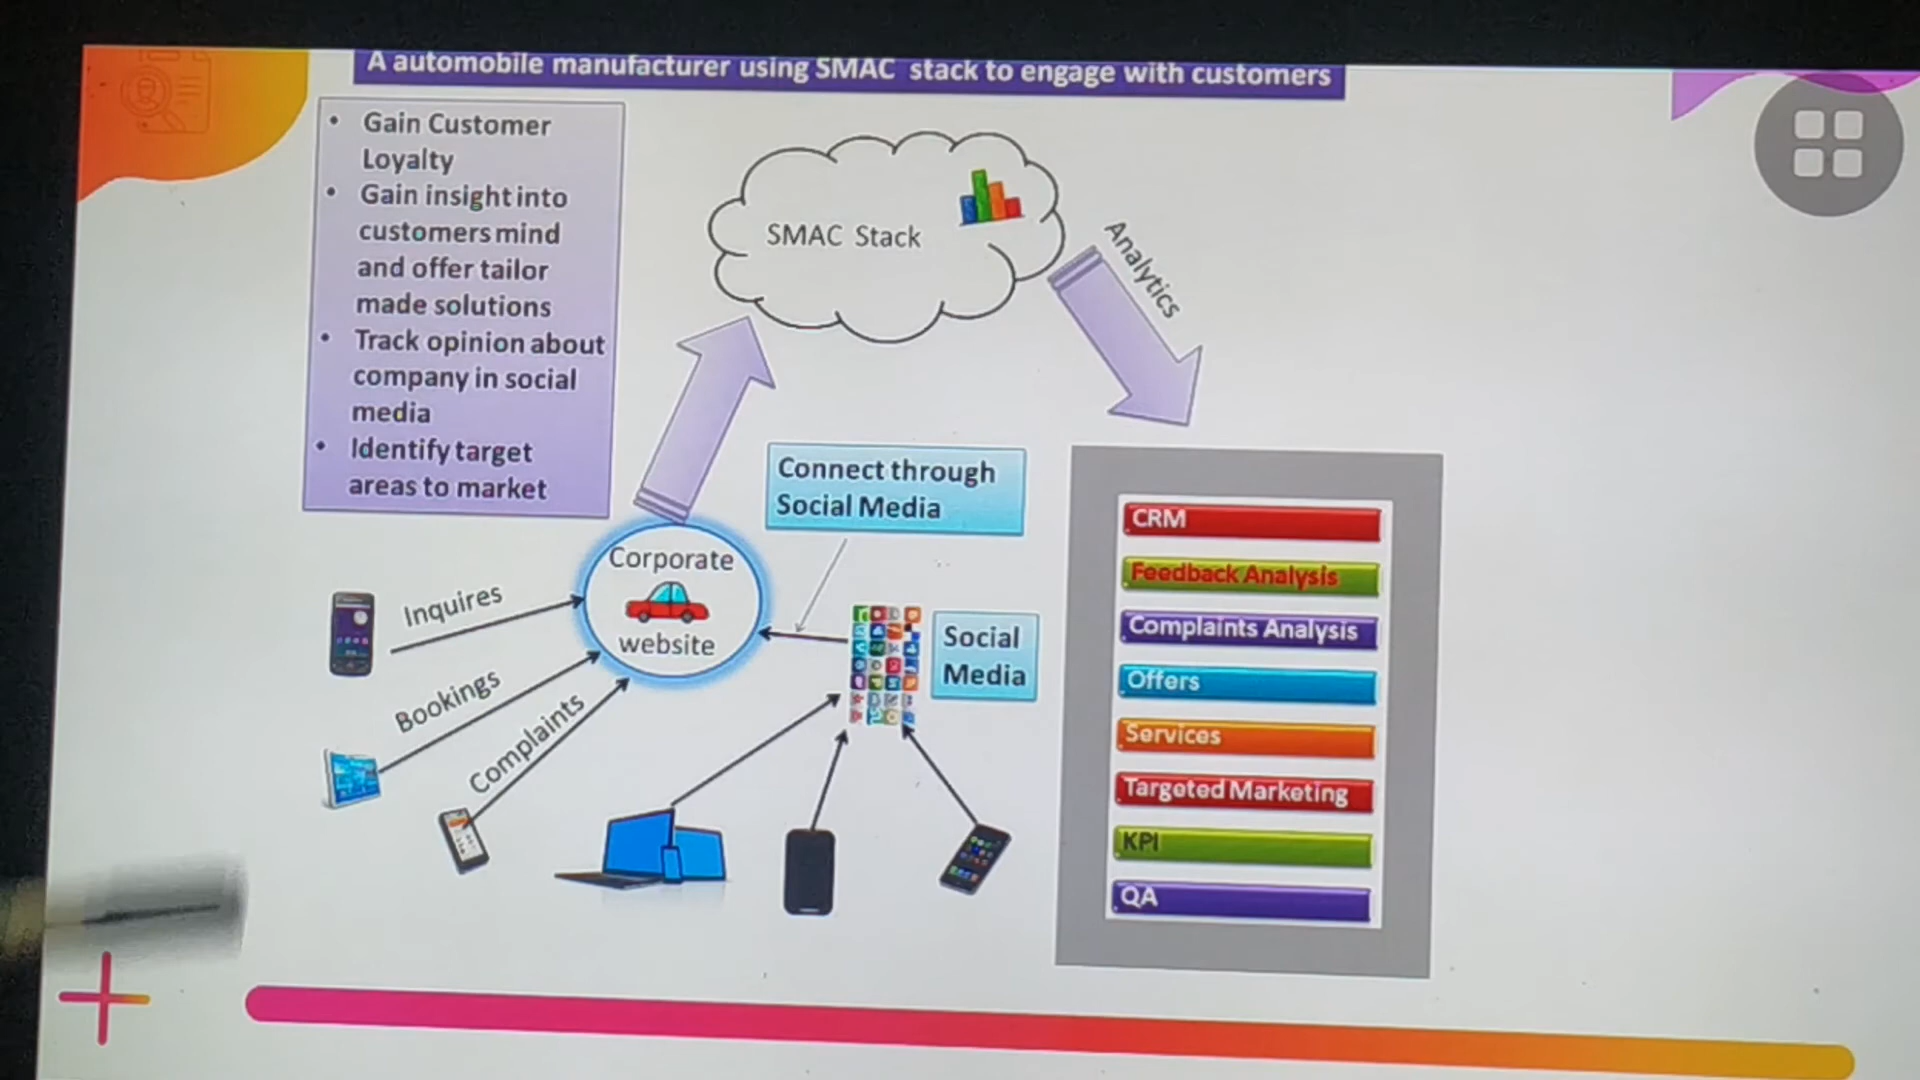 A automobile manufacturer using SMAC stack to engage with customers
• Gain Customer
Loyalty
• Gain insight into
customers mind
and offer tailor
made solutions
• Track opinion about
company in social
media
• Identify target
areas to market
SMAC Stack
Analytics
Connect through
Social Media
Corporate
website
Inquires
Bookings
Complaints
Social
Media
CRM
Feedback Analysis
Complaints Analysis
Offers
Services
Targeted Marketing
KPI
QA